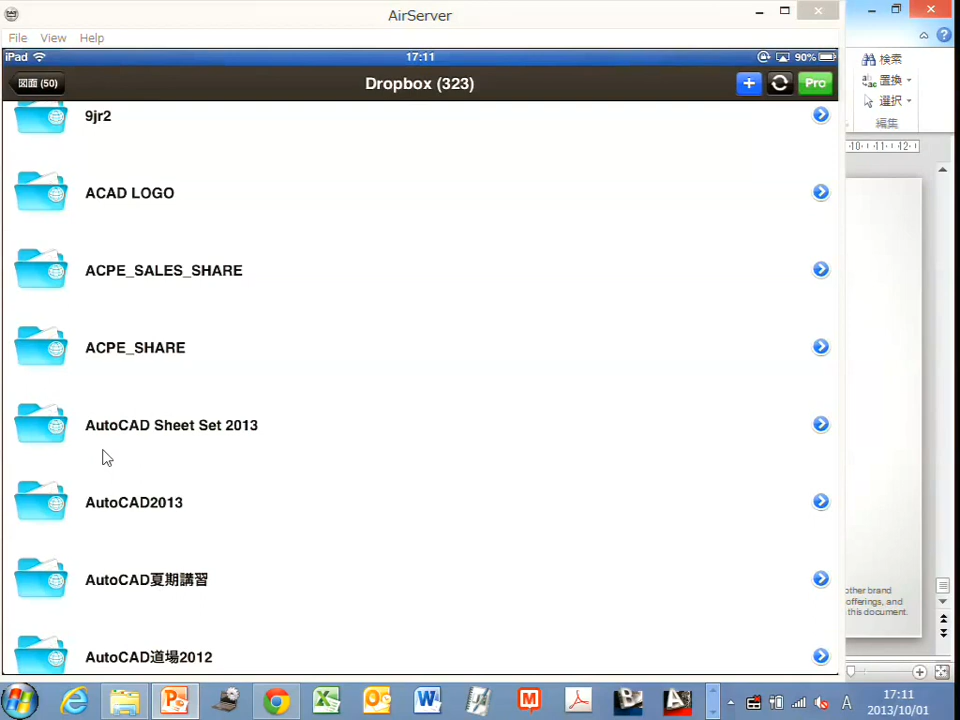 AirServer
File View Help
iPad 17:11 90%
図面 (50) Dropbox (323) Pro
9jr2
ACAD LOGO
ACPE_SALES_SHARE
ACPE_SHARE
AutoCAD Sheet Set 2013
AutoCAD2013
AutoCAD夏期講習
AutoCAD道場2012
検索
置換
選択
編集
10 11 12
other brand
offerings, and
this document.
A 17:11
2013/10/01